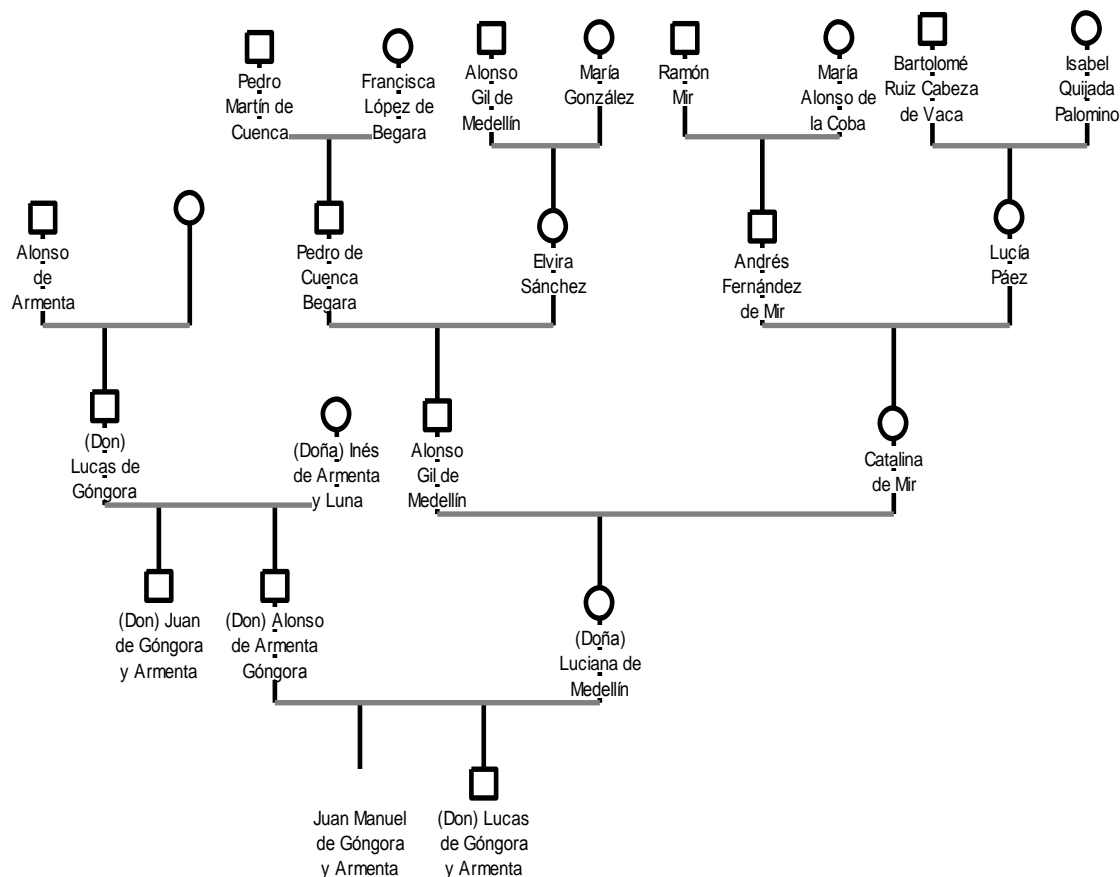 Pedro
Martín de
Cuenca
Francisca
López de
Begara
Alonso
Gil de
Medellín
María
González
Ramón
Mir
María
Alonso de
la Coba
Bartolomé
Ruiz Cabeza
de Vaca
Isabel
Quijada
Palomino
Alonso
de
Armenta
Pedro de
Cuenca
Begara
Elvira
Sánchez
Andrés
Fernández
de Mir
Lucía
Páez
(Don)
Lucas de
Góngora
(Doña) Inés
de Armenta
y Luna
Alonso
Gil de
Medellín
Catalina
de Mir
(Don) Juan
de Góngora
y Armenta
(Don) Alonso
de Armenta
Góngora
(Doña)
Luciana de
Medellín
Juan Manuel
de Góngora
y Armenta
(Don) Lucas
de Góngora
y Armenta